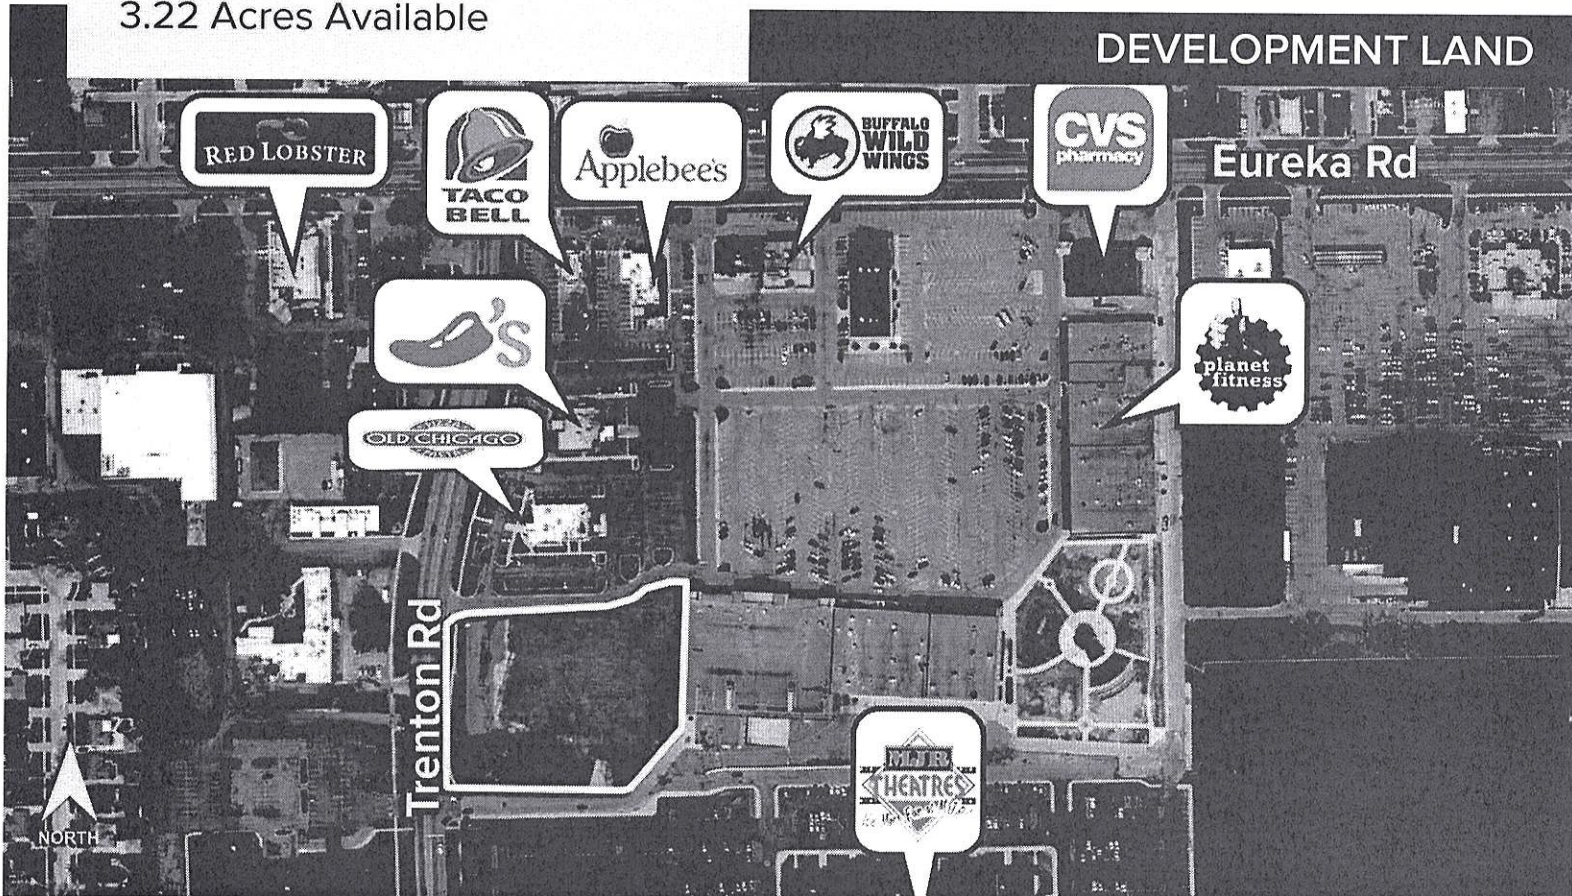 3.22 Acres Available
DEVELOPMENT LAND
RED LOBSTER
TACO
BELL
Applebee's
BUFFALO
WILD
WINGS
CVS
pharmacy
Eureka Rd
'S
planet
fitness
OLD CHICAGO
Trenton Rd
MJR
THEATRES
NORTH